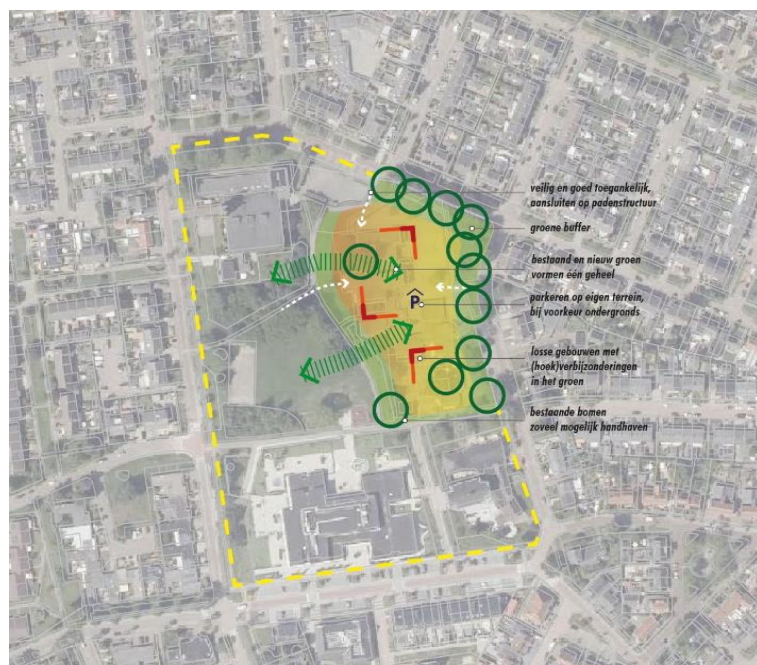 veilig en goed toegankelijk,
aansluiten op padenstructuur
groene buffer
bestaand en nieuw groen
vormen één geheel
parkeren op eigen terrein,
bij voorkeur ondergronds
P
losse gebouwen met
(hoek)verbijzonderingen
in het groen
bestaande bomen
zoveel mogelijk handhaven